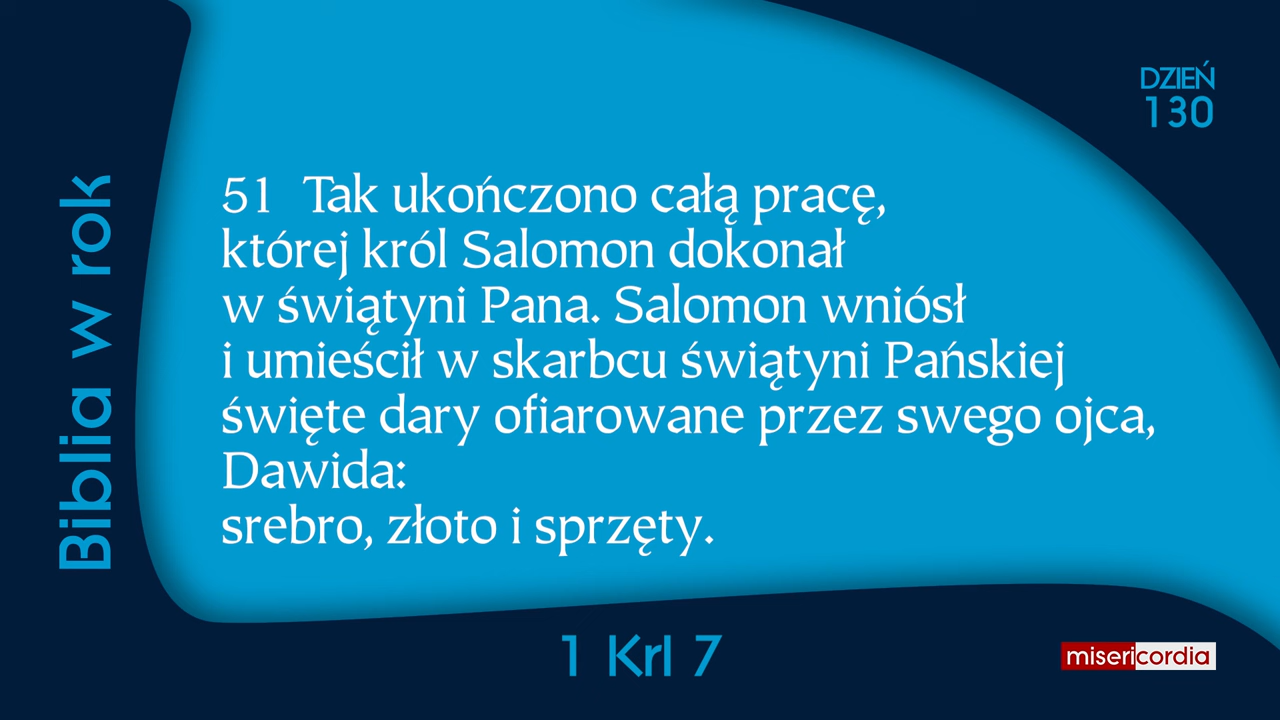 DZIEŃ
130
Biblia w rok
51 Tak ukończono całą pracę,
której król Salomon dokonał
w świątyni Pana. Salomon wniósł
i umieścił w skarbcu świątyni Pańskiej
święte dary ofiarowane przez swego ojca,
Dawida:
srebro, złoto i sprzęty.
1 Krl 7
misericordia